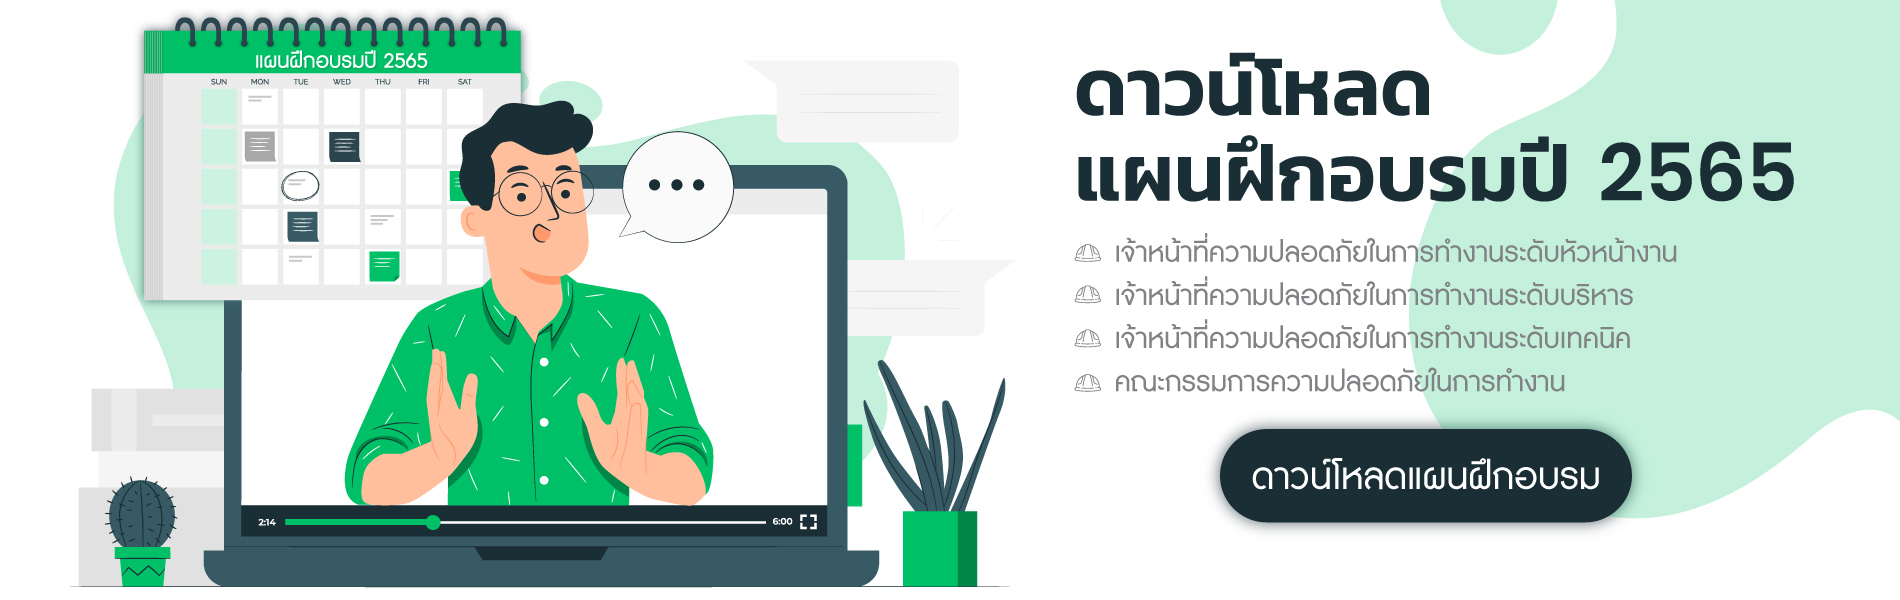 แผนฝึกอบรมปี 2565
SUN MON TUE WED THU FRI SAT
2:14 6:00
ดาวน์โหลด
แผนฝึกอบรมปี 2565
เจ้าหน้าที่ความปลอดภัยในการทำงานระดับหัวหน้างาน
เจ้าหน้าที่ความปลอดภัยในการทำงานระดับบริหาร
เจ้าหน้าที่ความปลอดภัยในการทำงานระดับเทคนิค
คณะกรรมการความปลอดภัยในการทำงาน
ดาวน์โหลดแผนฝึกอบรม